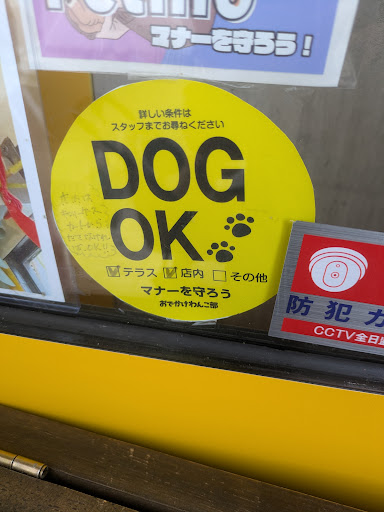 マナーを守ろう！
詳しい条件は
スタッフまでお尋ねください
DOG
OK
テラス 店内 その他
マナーを守ろう
おでかけわんこ部
防犯カ
CCTV全日